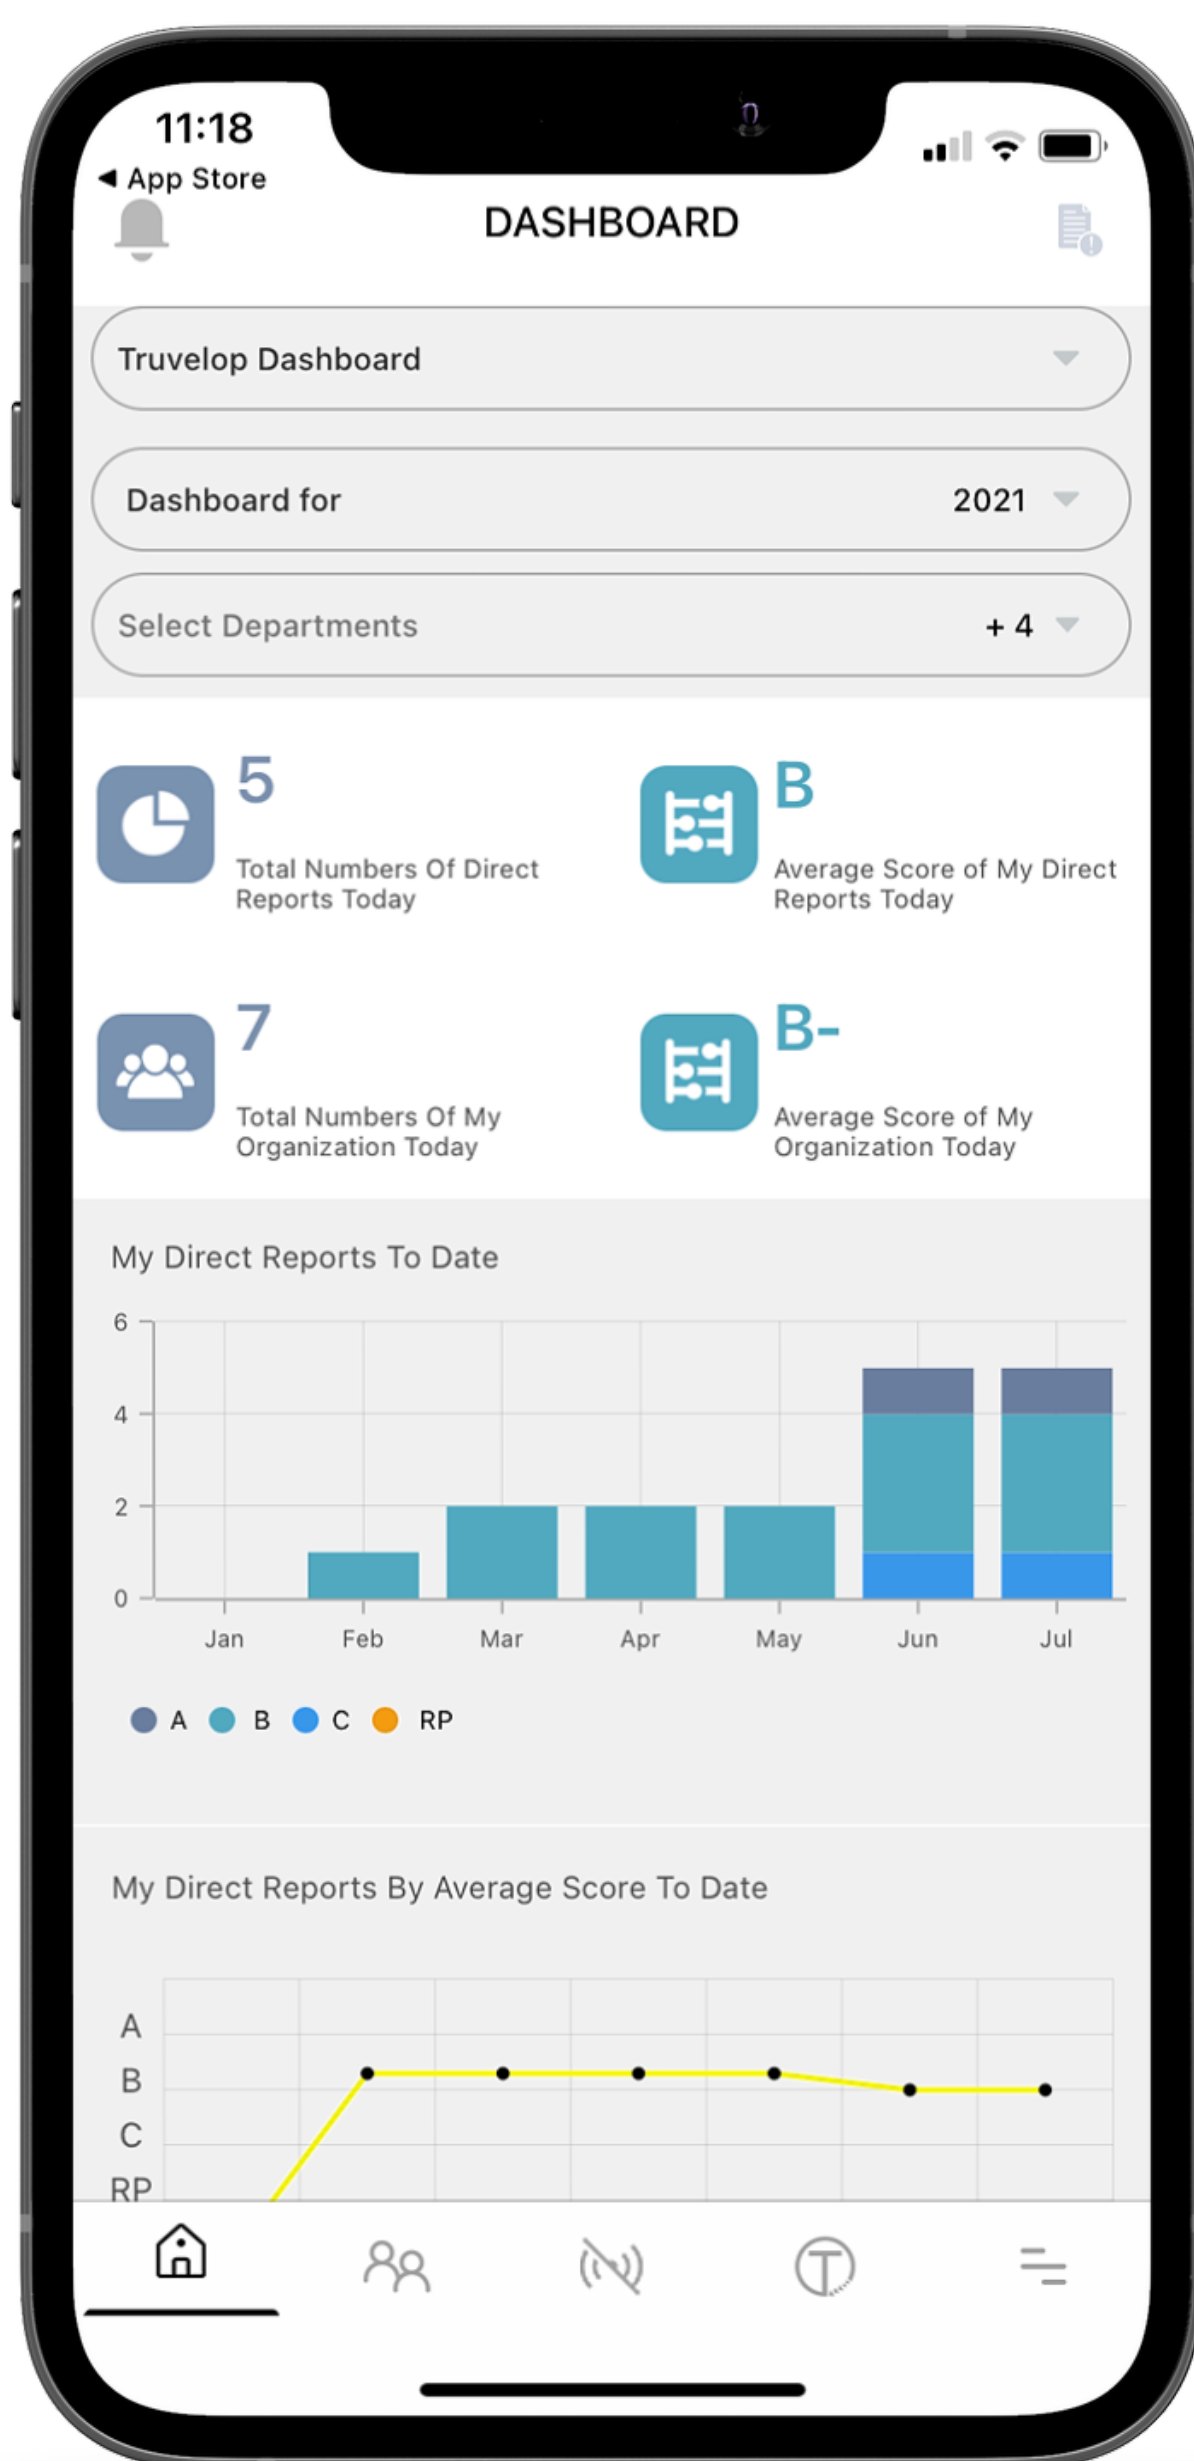 11:18
◀ App Store
DASHBOARD
Truvelop Dashboard
Dashboard for 2021
Select Departments + 4
5
Total Numbers Of Direct
Reports Today
B
Average Score of My Direct
Reports Today
7
Total Numbers Of My
Organization Today
B-
Average Score of My
Organization Today
My Direct Reports To Date
6
4
2
0
Jan Feb Mar Apr May Jun Jul
A B C RP
My Direct Reports By Average Score To Date
A
B
C
RP